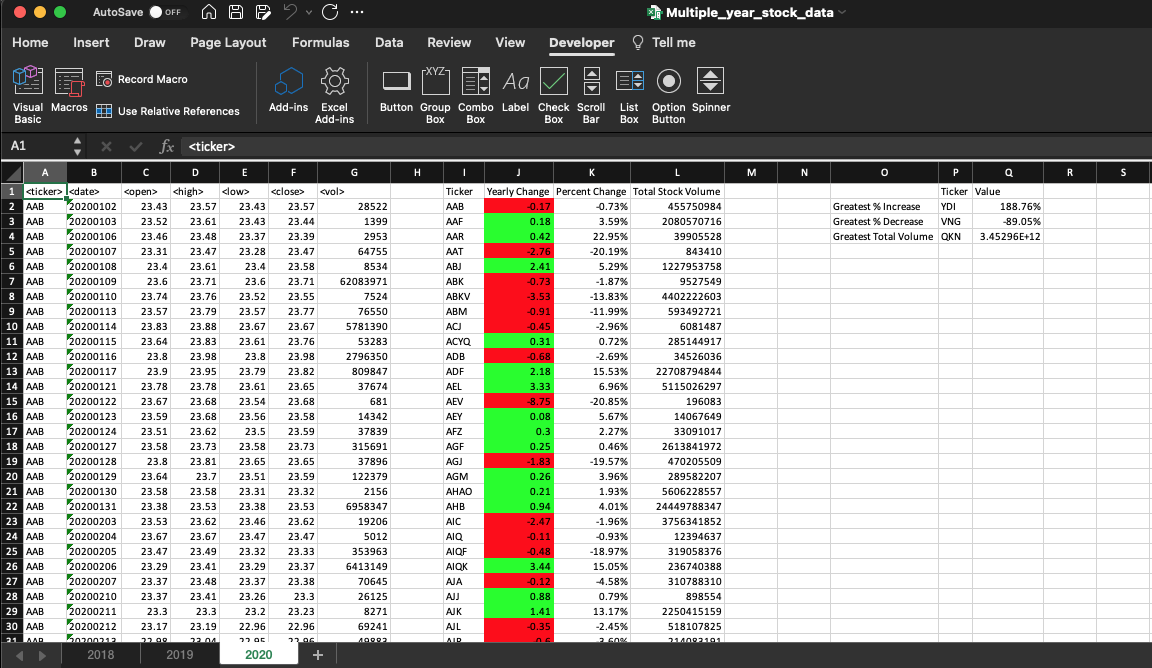 AutoSave OFF Multiple_year_stock_data
Home Insert Draw Page Layout Formulas Data Review View Developer Tell me
Visual Basic Macros Record Macro Use Relative References Add-ins Excel Add-ins Button Group Box Combo Box Label Check Box Scroll Bar List Box Option Button Spinner
XYZ Aa
A1 fx <ticker>
A B C D E F G H I J K L M N O P Q R S
1 <ticker> <date> <open> <high> <low> <close> <vol> Ticker Yearly Change Percent Change Total Stock Volume Ticker Value
2 AAB 20200102 23.43 23.57 23.43 23.57 28522 AAB -0.17 -0.73% 455750984 Greatest % Increase YDI 188.76%
3 AAB 20200103 23.52 23.61 23.43 23.44 1399 AAF 0.18 3.59% 2080570716 Greatest % Decrease VNG -89.05%
4 AAB 20200106 23.46 23.48 23.37 23.39 2953 AAR 0.42 22.95% 39905528 Greatest Total Volume QKN 3.45296E+12
5 AAB 20200107 23.31 23.47 23.28 23.47 64755 AAT -2.76 -20.19% 843410
6 AAB 20200108 23.4 23.61 23.4 23.58 8534 ABJ 2.41 5.29% 1227953758
7 AAB 20200109 23.6 23.71 23.6 23.71 62083971 ABK -0.73 -1.87% 9527549
8 AAB 20200110 23.74 23.76 23.52 23.55 7524 ABKV -3.53 -13.83% 4402222603
9 AAB 20200113 23.57 23.79 23.57 23.77 76550 ABM -0.91 -11.99% 593492721
10 AAB 20200114 23.83 23.88 23.67 23.67 5781390 ACJ -0.45 -2.96% 6081487
11 AAB 20200115 23.64 23.83 23.61 23.76 53283 ACYQ 0.31 0.72% 285144917
12 AAB 20200116 23.8 23.98 23.8 23.98 2796350 ADB -0.68 -2.69% 34526036
13 AAB 20200117 23.9 23.95 23.79 23.82 809847 ADF 2.18 15.53% 22708794844
14 AAB 20200121 23.78 23.78 23.61 23.65 37674 AEL 3.33 6.96% 5115026297
15 AAB 20200122 23.67 23.68 23.54 23.68 681 AEV -8.75 -20.85% 196083
16 AAB 20200123 23.59 23.68 23.56 23.58 14342 AEY 0.08 5.67% 14067649
17 AAB 20200124 23.51 23.62 23.5 23.59 37839 AFZ 0.3 2.27% 33091017
18 AAB 20200127 23.58 23.73 23.58 23.73 315691 AGF 0.25 0.46% 2613841972
19 AAB 20200128 23.8 23.81 23.65 23.65 37896 AGJ -1.83 -19.57% 470205509
20 AAB 20200129 23.64 23.7 23.51 23.59 122379 AGM 0.26 3.96% 289582207
21 AAB 20200130 23.58 23.58 23.31 23.32 2156 AHAO 0.21 1.93% 5606228557
22 AAB 20200131 23.38 23.53 23.38 23.53 6958347 AHB 0.94 4.01% 24449788347
23 AAB 20200203 23.53 23.62 23.46 23.62 19206 AIC -2.47 -1.96% 3756341852
24 AAB 20200204 23.67 23.67 23.47 23.47 5012 AIQ -0.11 -0.93% 12394637
25 AAB 20200205 23.47 23.49 23.32 23.33 353963 AIQF -0.48 -18.97% 319058376
26 AAB 20200206 23.29 23.41 23.29 23.37 6413149 AIQK 3.44 15.05% 236740388
27 AAB 20200207 23.37 23.48 23.37 23.38 70645 AJA -0.12 -4.58% 310788310
28 AAB 20200210 23.37 23.41 23.26 23.3 26125 AJJ 0.88 0.79% 898554
29 AAB 20200211 23.3 23.3 23.2 23.23 8271 AJK 1.41 13.17% 2250415159
30 AAB 20200212 23.17 23.19 22.96 22.96 69241 AJL -0.35 -2.45% 518107825
31 AAB 20200213 22.98 23.04 22.95 22.96 49883 -0.6 -3.60% 214083191
2018 2019 2020 +